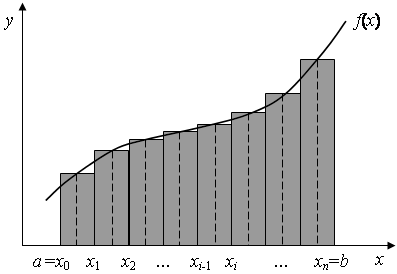 y
f(x)
a =x₀ x₁ x₂ ... xᵢ₋₁ xᵢ ... xₙ=b x